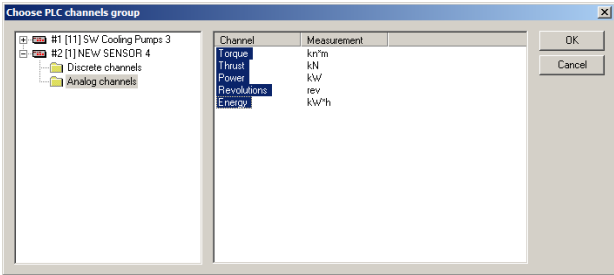 Choose PLC channels group
#1 [11] SW Cooling Pumps 3
#2 [1] NEW SENSOR 4
Discrete channels
Analog channels
Channel Measurement
Torque kn*m
Thrust kN
Power kW
Revolutions rev
Energy kW*h
OK
Cancel